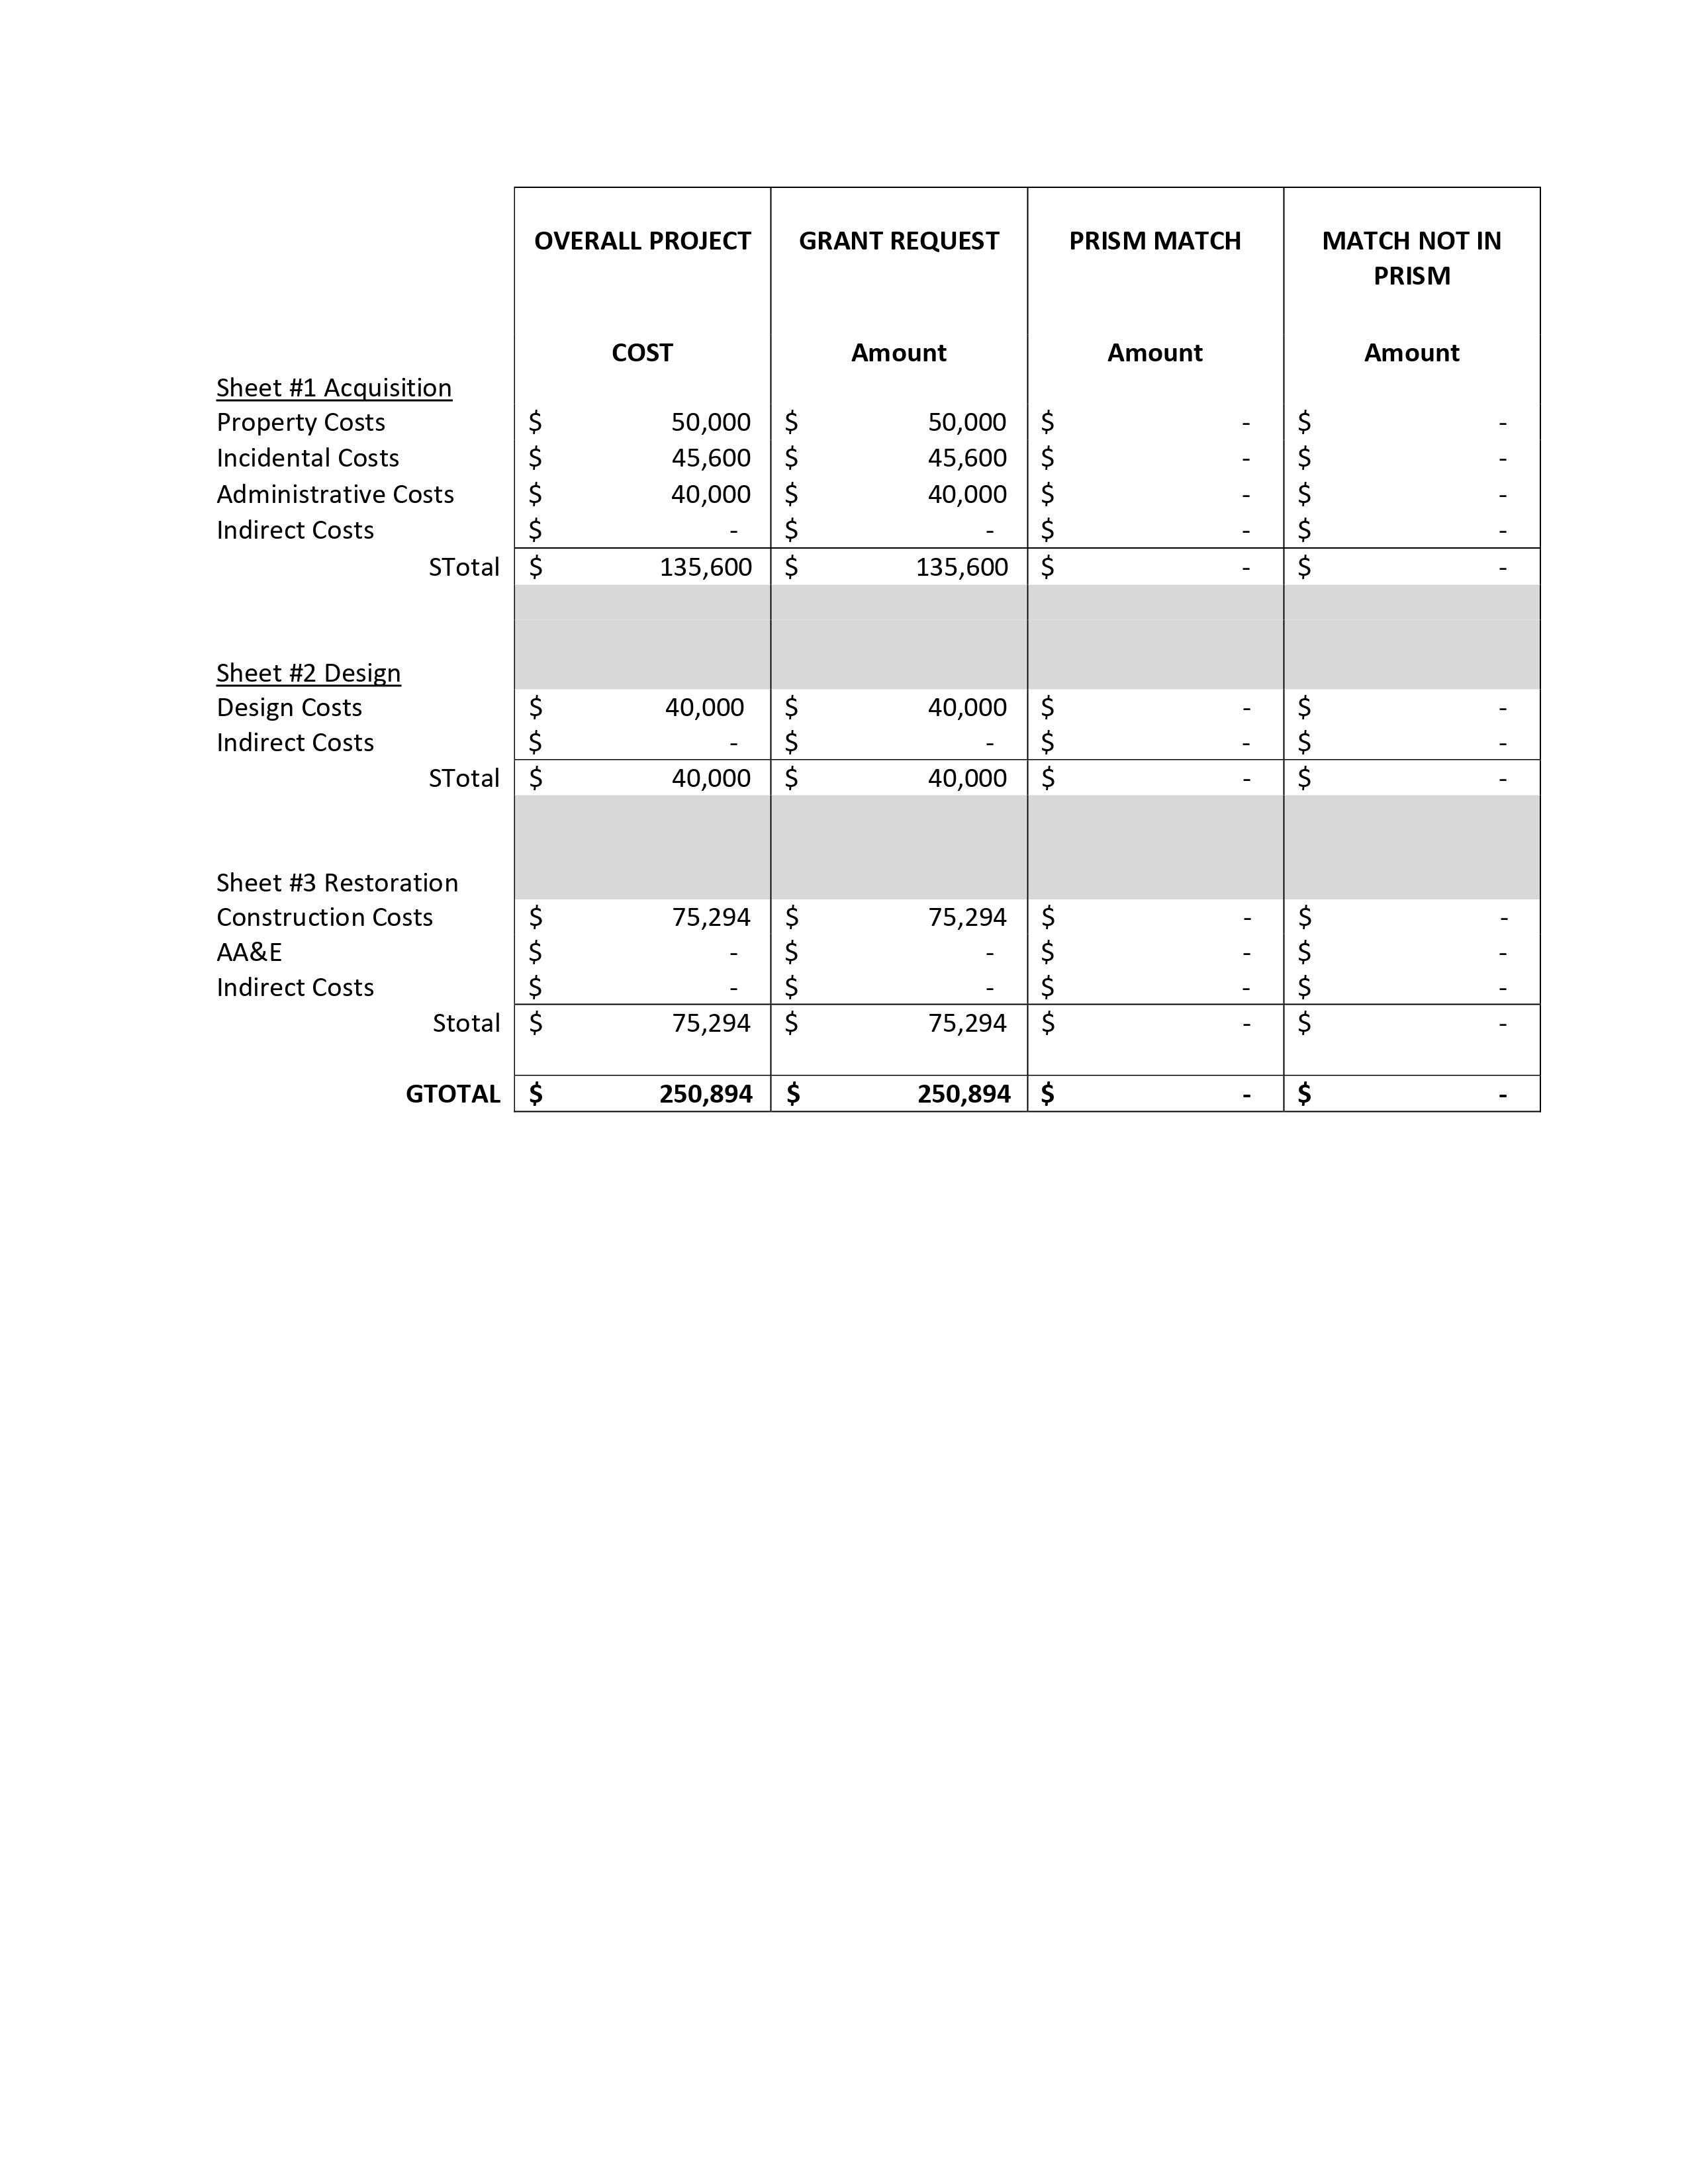 OVERALL PROJECT GRANT REQUEST PRISM MATCH MATCH NOT IN
PRISM
COST Amount Amount Amount
Sheet #1 Acquisition
Property Costs $ 50,000 $ 50,000 $ - $ -
Incidental Costs $ 45,600 $ 45,600 $ - $ -
Administrative Costs $ 40,000 $ 40,000 $ - $ -
Indirect Costs $ - $ - $ - $ -
STotal $ 135,600 $ 135,600 $ - $ -
Sheet #2 Design
Design Costs $ 40,000 $ 40,000 $ - $ -
Indirect Costs $ - $ - $ - $ -
STotal $ 40,000 $ 40,000 $ - $ -
Sheet #3 Restoration
Construction Costs $ 75,294 $ 75,294 $ - $ -
AA&E $ - $ - $ - $ -
Indirect Costs $ - $ - $ - $ -
Stotal $ 75,294 $ 75,294 $ - $ -
GTOTAL $ 250,894 $ 250,894 $ - $ -